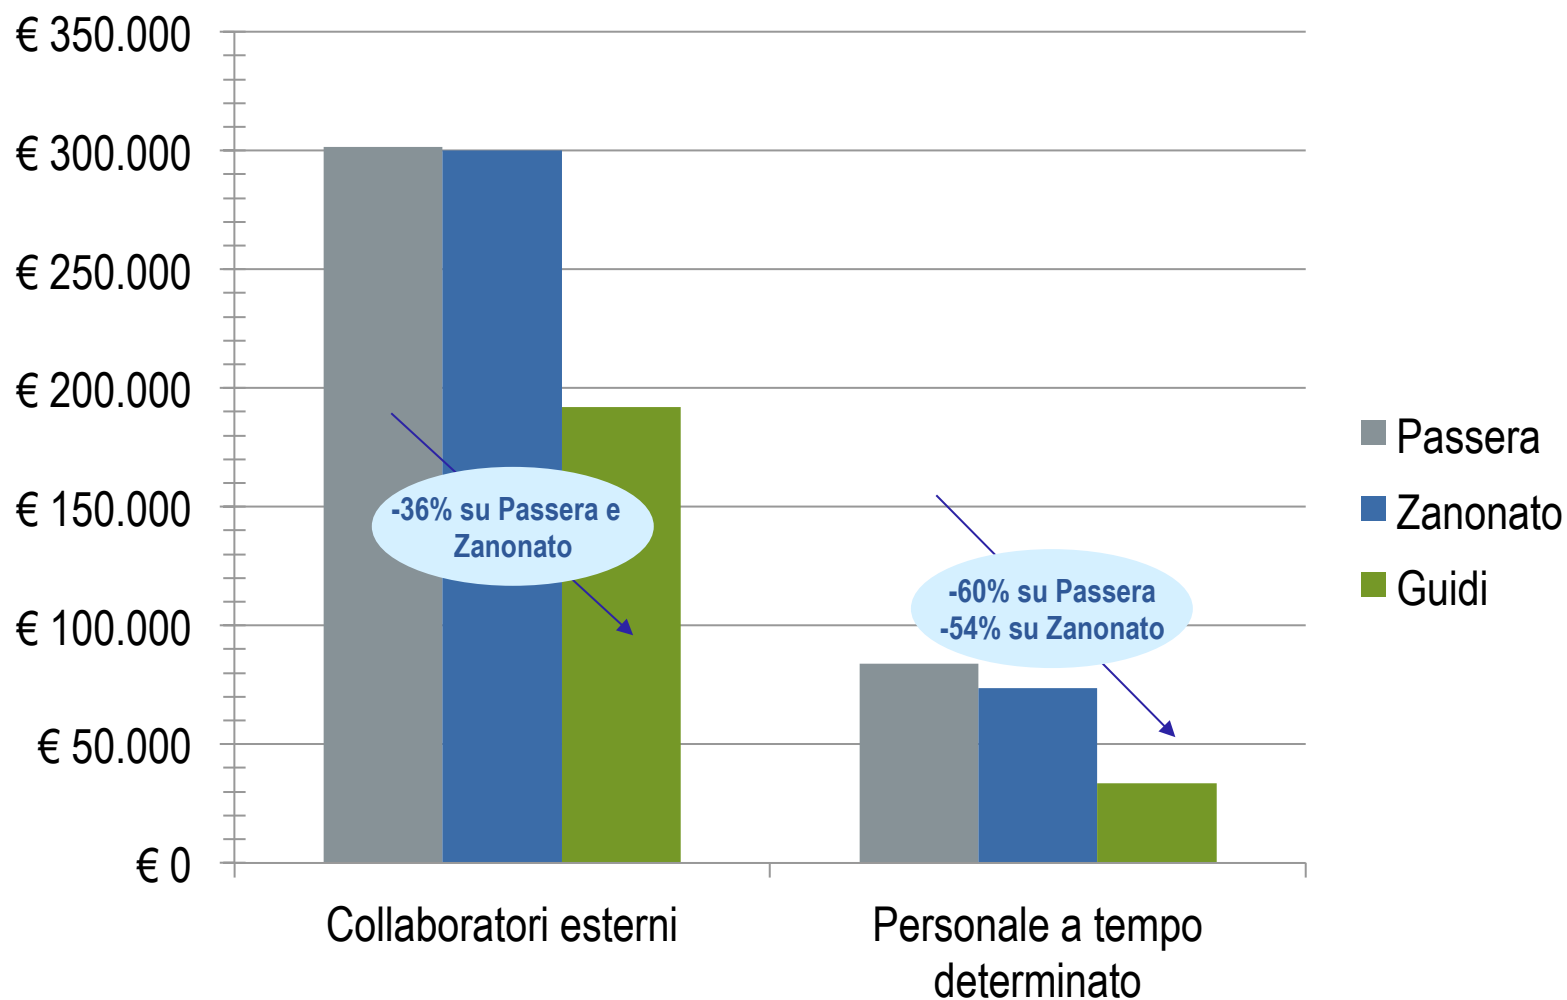 € 350.000
€ 300.000
€ 250.000
€ 200.000
€ 150.000
€ 100.000
€ 50.000
€ 0
-36% su Passera e
Zanonato
-60% su Passera
-54% su Zanonato
Collaboratori esterni
Personale a tempo
determinato
Passera
Zanonato
Guidi